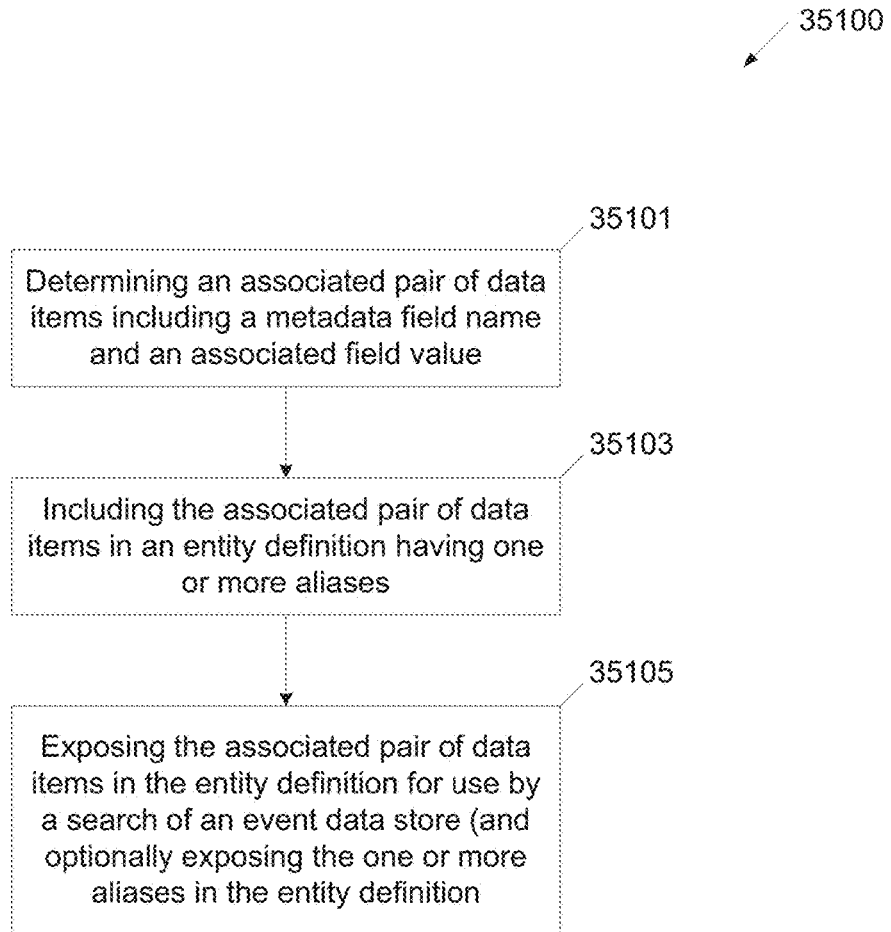 35100
35101
Determining an associated pair of data
items including a metadata field name
and an associated field value
35103
Including the associated pair of data
items in an entity definition having one
or more aliases
35105
Exposing the associated pair of data
items in the entity definition for use by
a search of an event data store (and
optionally exposing the one or more
aliases in the entity definition